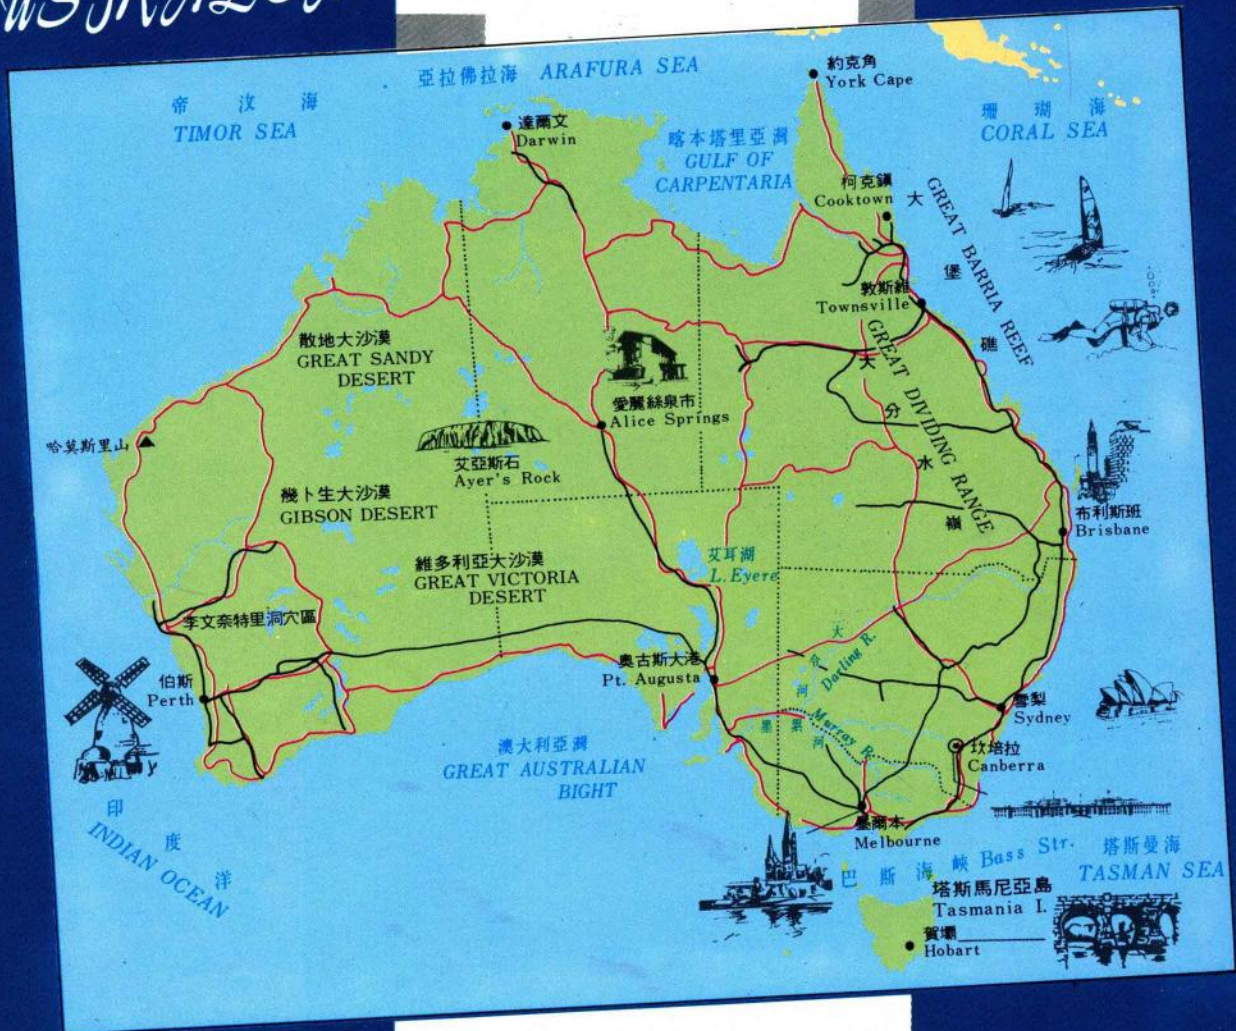 亞拉佛拉海 ARAFURA SEA
約克角
York Cape
帝汶海
TIMOR SEA
珊瑚海
CORAL SEA
達爾文
Darwin
喀本塔里亞灣
GULF OF
CARPENTARIA
柯克鎮
Cooktown
大堡礁
GREAT BARRIA REEF
敦斯維
Townsville
散地大沙漠
GREAT SANDY
DESERT
大分水嶺
GREAT DIVIDING RANGE
愛麗絲泉市
Alice Springs
哈莫斯里山
艾亞斯石
Ayer's Rock
幾卜生大沙漠
GIBSON DESERT
布利斯班
Brisbane
維多利亞大沙漠
GREAT VICTORIA
DESERT
艾耳湖
L.Eyere
李文奈特里洞穴區
奧古斯大港
Pt. Augusta
Darling R.
伯斯
Perth
雪梨
Sydney
墨累河
Murray R.
坎培拉
Canberra
澳大利亞灣
GREAT AUSTRALIAN
BIGHT
印度洋
INDIAN OCEAN
墨爾本
Melbourne
巴斯海峽 Bass Str.
塔斯曼海
TASMAN SEA
塔斯馬尼亞島
Tasmania I.
賀壩
Hobart